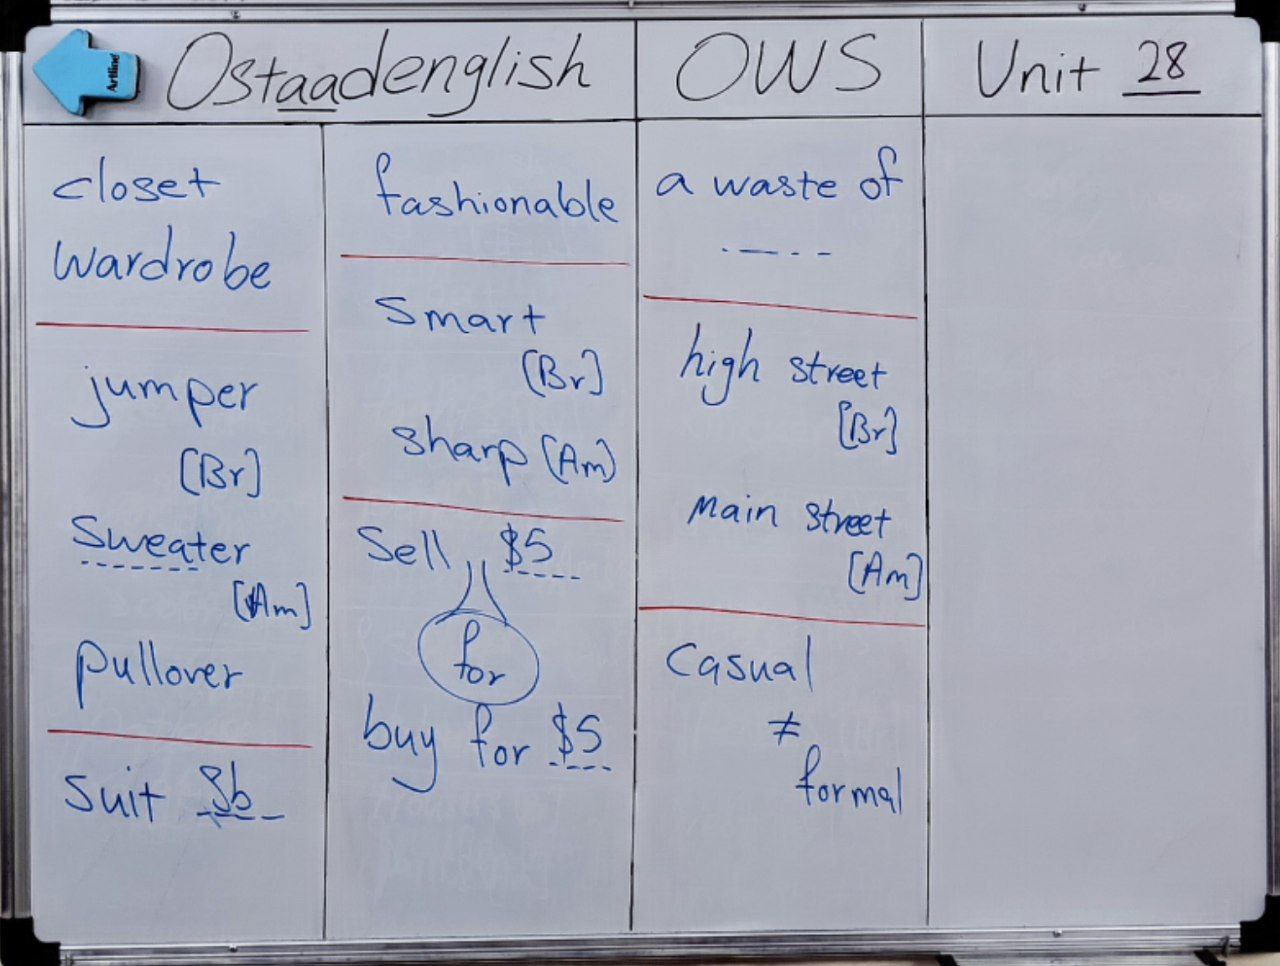 Artline
Ostaadenglish
OWS
Unit 28
closet
wardrobe
jumper
[Br]
Sweater
[Am]
pullover
suit sb
fashionable
smart
[Br]
sharp [Am]
Sell $5
for
buy for $5
a waste of
high street
[Br]
Main street
[Am]
Casual
≠
formal